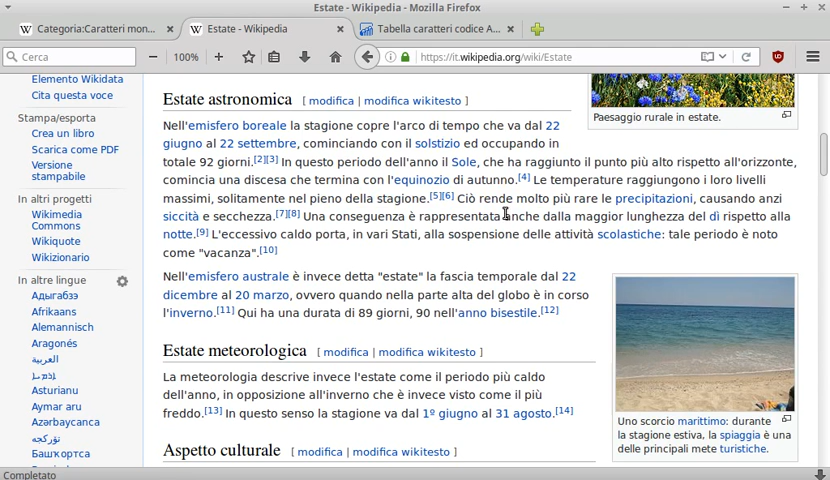 Estate - Wikipedia - Mozilla Firefox
Categoria:Caratteri mon...
Estate - Wikipedia
Tabella caratteri codice A...
Cerca
100%
https://it.wikipedia.org/wiki/Estate
Elemento Wikidata
Cita questa voce
Stampa/esporta
Crea un libro
Scarica come PDF
Versione
stampabile
In altri progetti
Wikimedia
Commons
Wikiquote
Wikizionario
In altre lingue
Адыгабзэ
Afrikaans
Alemannisch
Aragonés
العربية
ܐܪܡܝܐ
Asturianu
Aymar aru
Azərbaycanca
تۆرکجه
Башҡортса
Estate astronomica [ modifica | modifica wikitesto ]
Nell'emisfero boreale la stagione copre l'arco di tempo che va dal 22
giugno al 22 settembre, cominciando con il solstizio ed occupando in
totale 92 giorni.[2][3] In questo periodo dell'anno il Sole, che ha raggiunto il punto più alto rispetto all'orizzonte,
comincia una discesa che termina con l'equinozio di autunno.[4] Le temperature raggiungono i loro livelli
massimi, solitamente nel pieno della stagione.[5][6] Ciò rende molto più rare le precipitazioni, causando anzi
siccità e secchezza.[7][8] Una conseguenza è rappresentata anche dalla maggior lunghezza del dì rispetto alla
notte.[9] L'eccessivo caldo porta, in vari Stati, alla sospensione delle attività scolastiche: tale periodo è noto
come "vacanza".[10]
Paesaggio rurale in estate.
Nell'emisfero australe è invece detta "estate" la fascia temporale dal 22
dicembre al 20 marzo, ovvero quando nella parte alta del globo è in corso
l'inverno.[11] Qui ha una durata di 89 giorni, 90 nell'anno bisestile.[12]
Estate meteorologica [ modifica | modifica wikitesto ]
La meteorologia descrive invece l'estate come il periodo più caldo
dell'anno, in opposizione all'inverno che è invece visto come il più
freddo.[13] In questo senso la stagione va dal 1º giugno al 31 agosto.[14]
Uno scorcio marittimo: durante
la stagione estiva, la spiaggia è una
delle principali mete turistiche.
Aspetto culturale [ modifica | modifica wikitesto ]
Completato